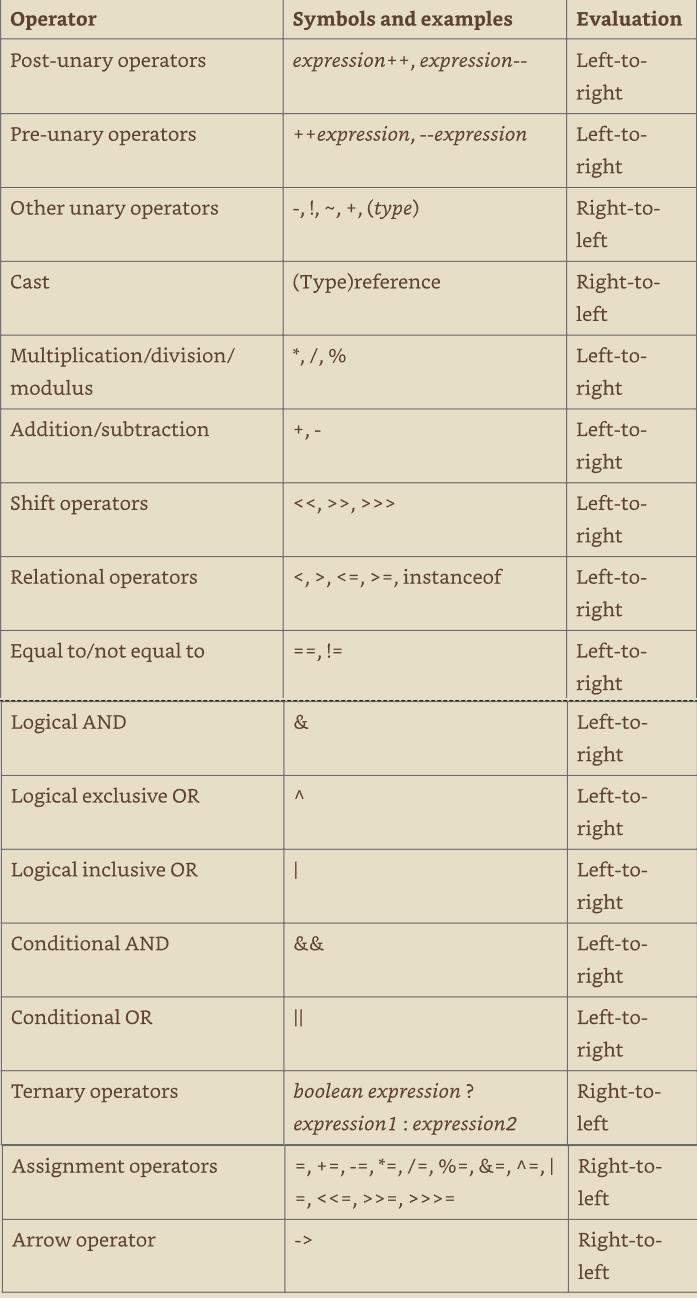 Operator Symbols and examples Evaluation
Post-unary operators expression++, expression-- Left-to-
right
Pre-unary operators ++expression, --expression Left-to-
right
Other unary operators -, !, ~, +, (type) Right-to-
left
Cast (Type)reference Right-to-
left
Multiplication/division/ *, /, % Left-to-
modulus right
Addition/subtraction +, - Left-to-
right
Shift operators <<, >>, >>> Left-to-
right
Relational operators <, >, <=, >=, instanceof Left-to-
right
Equal to/not equal to ==, != Left-to-
right
Logical AND & Left-to-
right
Logical exclusive OR ^ Left-to-
right
Logical inclusive OR | Left-to-
right
Conditional AND && Left-to-
right
Conditional OR || Left-to-
right
Ternary operators boolean expression ? Right-to-
expression1 : expression2 left
Assignment operators =, +=, -=, *=, /=, %=, &=, ^=, | Right-to-
=, <<=, >>=, >>>= left
Arrow operator -> Right-to-
left